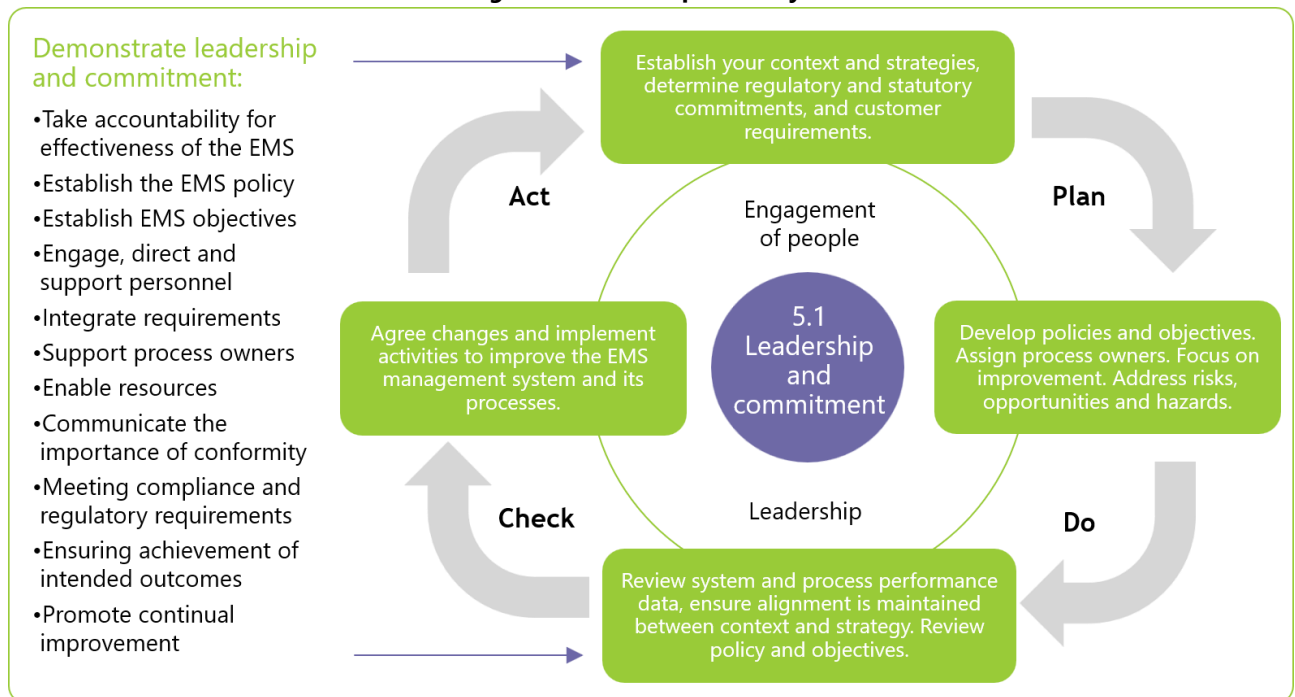 Demonstrate leadership
and commitment:
•Take accountability for
effectiveness of the EMS
•Establish the EMS policy
•Establish EMS objectives
•Engage, direct and
support personnel
•Integrate requirements
•Support process owners
•Enable resources
•Communicate the
importance of conformity
•Meeting compliance and
regulatory requirements
•Ensuring achievement of
intended outcomes
•Promote continual
improvement
Establish your context and strategies,
determine regulatory and statutory
commitments, and customer
requirements.
Act
Plan
Engagement
of people
Agree changes and implement
activities to improve the EMS
management system and its
processes.
5.1
Leadership
and
commitment
Develop policies and objectives.
Assign process owners. Focus on
improvement. Address risks,
opportunities and hazards.
Check
Leadership
Do
Review system and process performance
data, ensure alignment is maintained
between context and strategy. Review
policy and objectives.